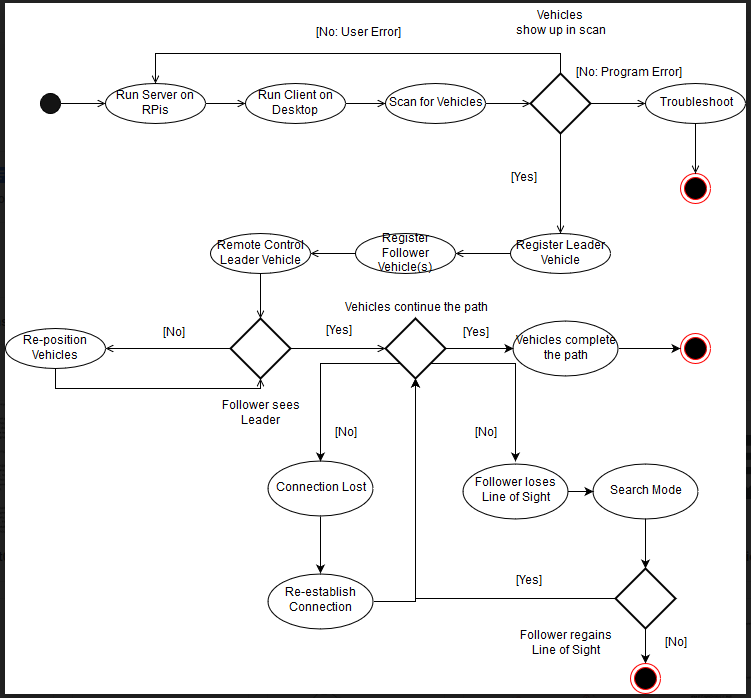 Vehicles
show up in scan
[No: User Error]
[No: Program Error]
Run Server on
RPis
Run Client on
Desktop
Scan for Vehicles
Troubleshoot
[Yes]
Remote Control
Leader Vehicle
Register
Follower
Vehicle(s)
Register Leader
Vehicle
Vehicles continue the path
[No]
[Yes]
[Yes]
Re-position
Vehicles
Vehicles complete
the path
Follower sees
Leader
[No]
[No]
Connection Lost
Follower loses
Line of Sight
Search Mode
Re-establish
Connection
[Yes]
Follower regains
Line of Sight
[No]